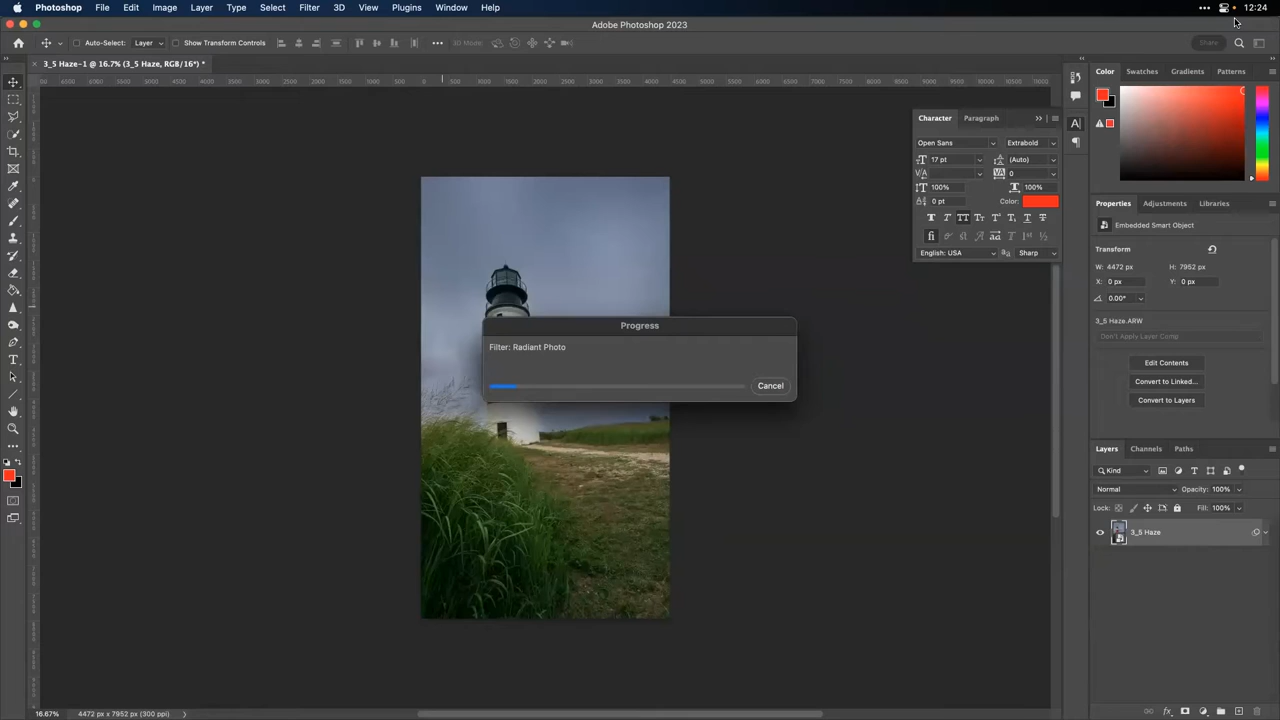 Photoshop File Edit Image Layer Type Select Filter 3D View Plugins Window Help 12:24
Adobe Photoshop 2023
Auto-Select: Layer Show Transform Controls 3D Mode: Share
3_5 Haze-1 @ 16.7% (3_5 Haze, RGB/16*) *
Color Swatches Gradients Patterns
Character Paragraph
Open Sans Extrabold
17 pt (Auto)
0
100% 100%
0 pt Color:
English: USA Sharp
Properties Adjustments Libraries
Embedded Smart Object
Transform
W: 4472 px H: 7952 px
X: 0 px Y: 0 px
0.00°
3_5 Haze.ARW
Don't Apply Layer Comp
Edit Contents
Convert to Linked...
Convert to Layers
Progress
Filter: Radiant Photo
Cancel
Layers Channels Paths
Kind
Normal Opacity: 100%
Lock: Fill: 100%
3_5 Haze
16.67% 4472 px x 7952 px (300 ppi)